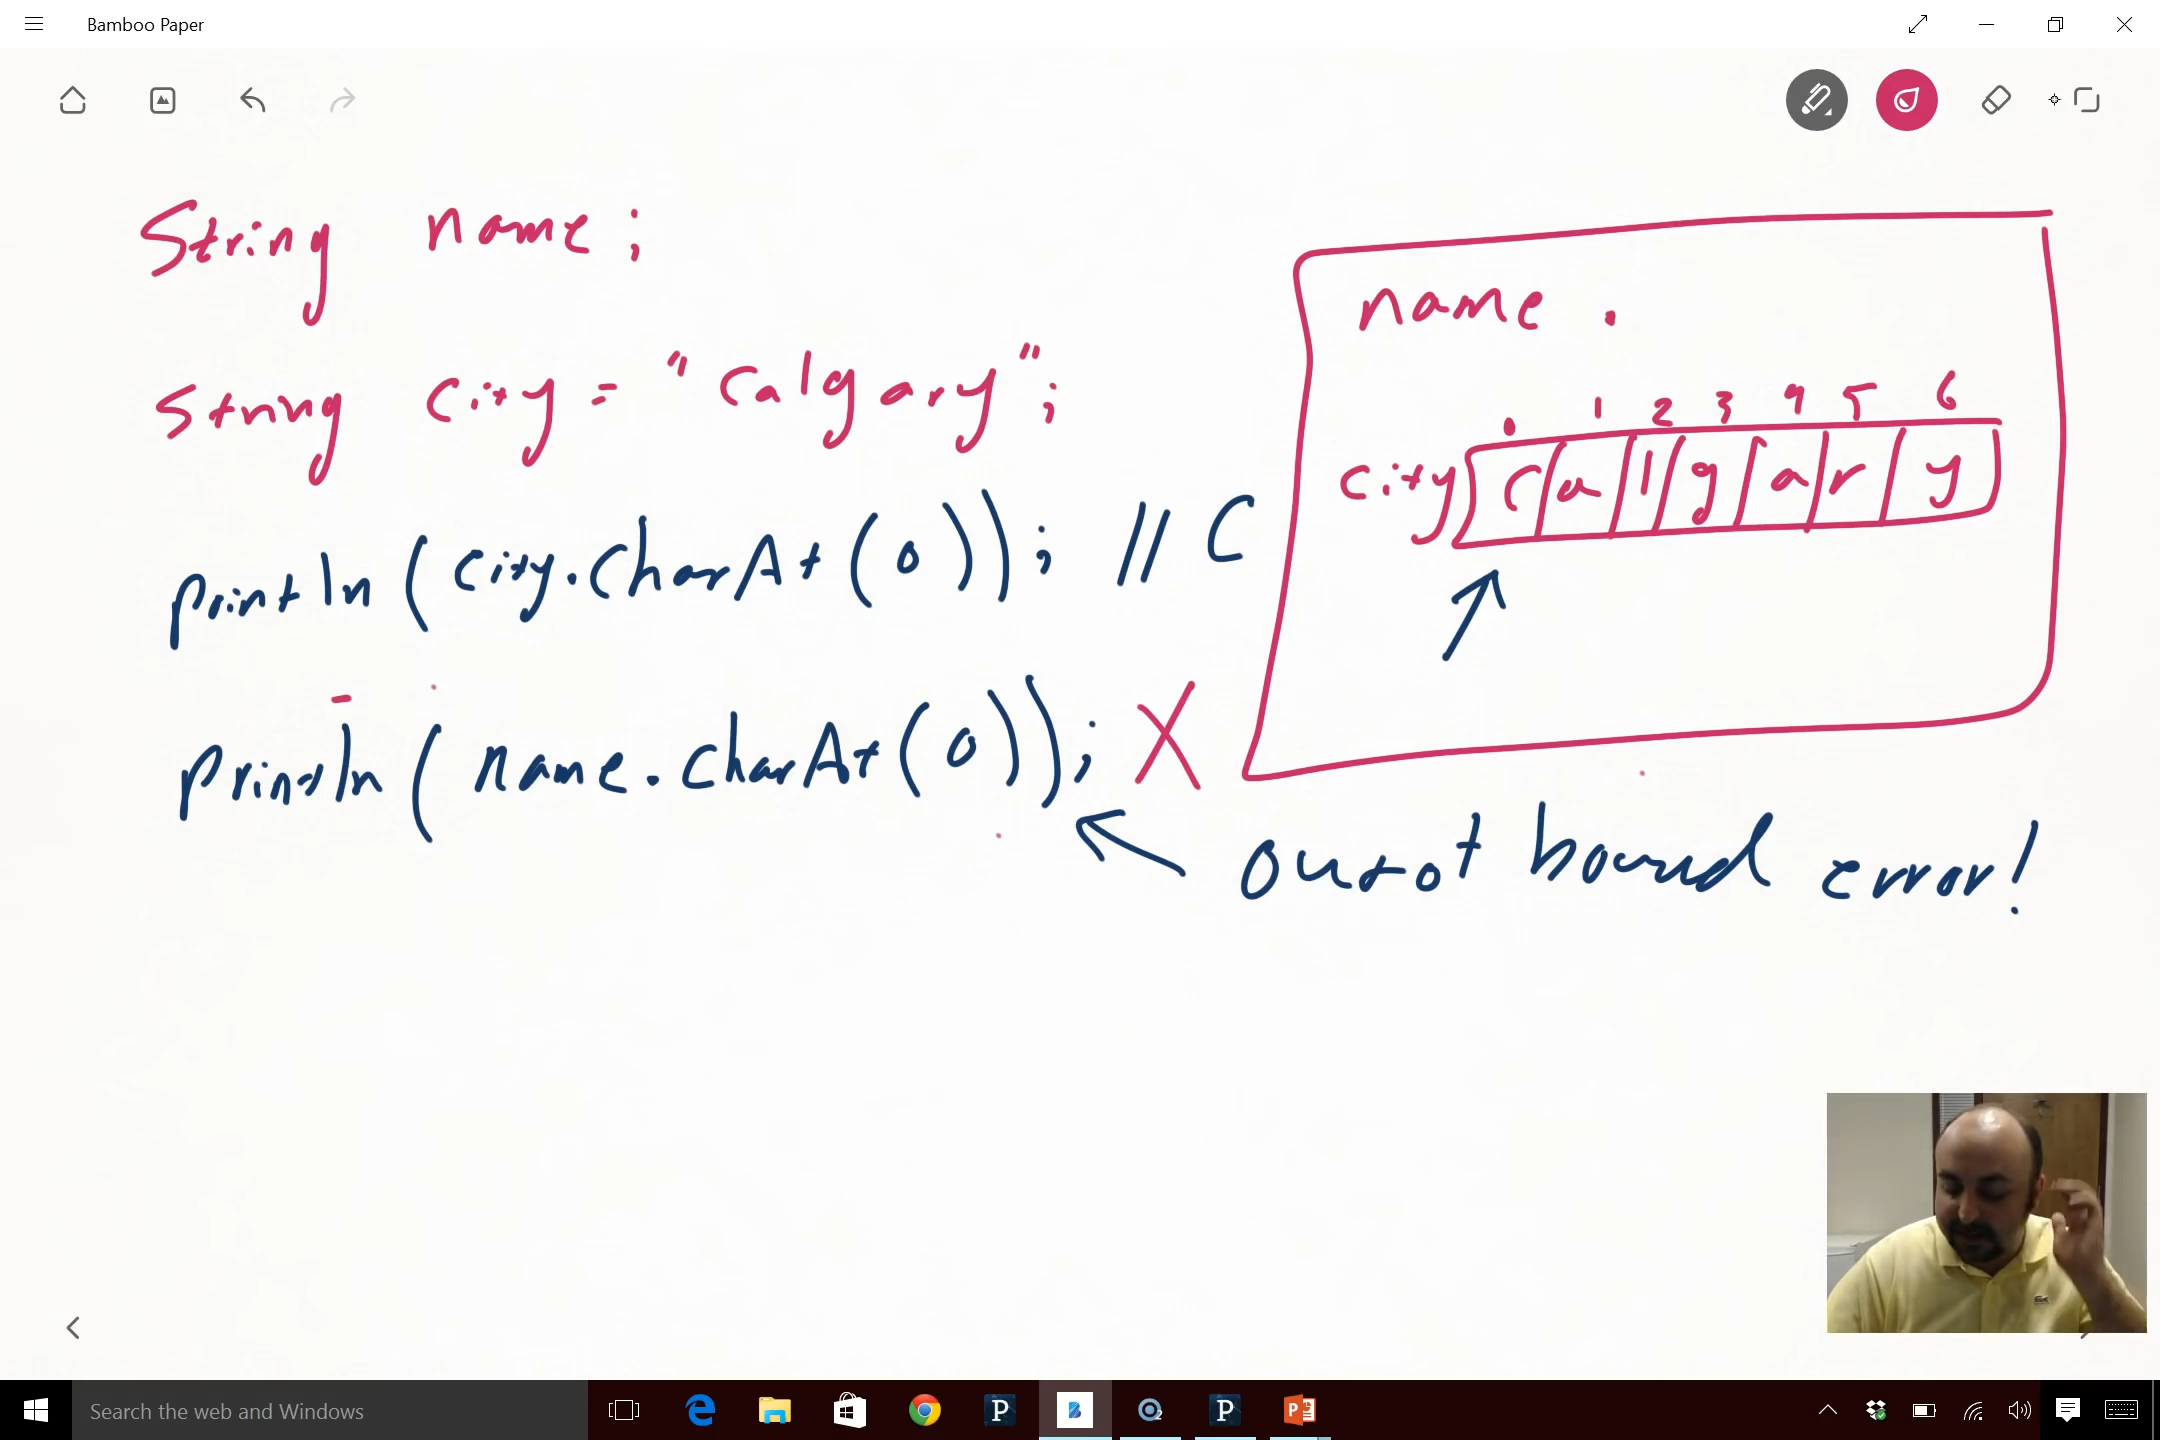 Bamboo Paper
String name;
String city = "Calgary";
println(city.charAt(0)); // C
println(name.charAt(0)); X
name .
0 1 2 3 4 5 6
city C a l g a r y
out of bound error!
Search the web and Windows